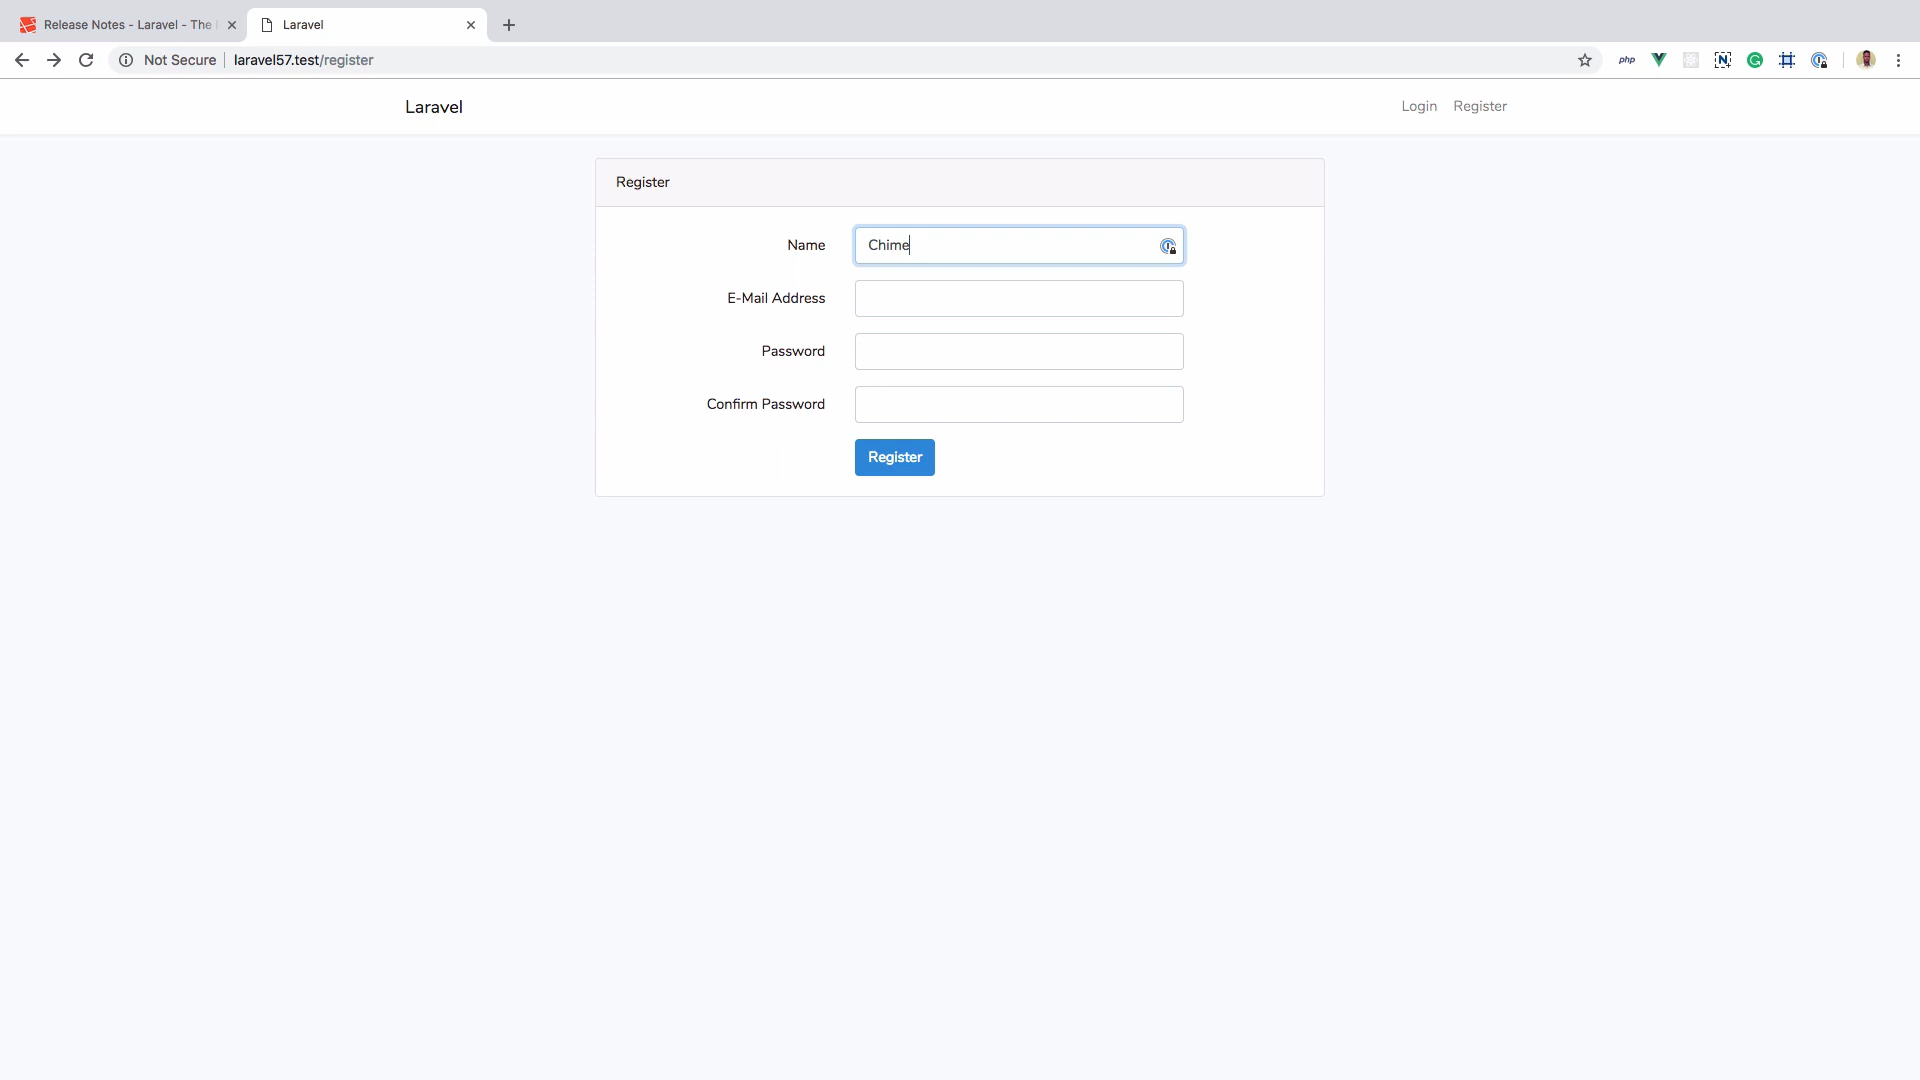 Release Notes - Laravel - The
Laravel
Not Secure
laravel57.test/register
php
N
G
Laravel
Login
Register
Register
Name
Chime
E-Mail Address
Password
Confirm Password
Register